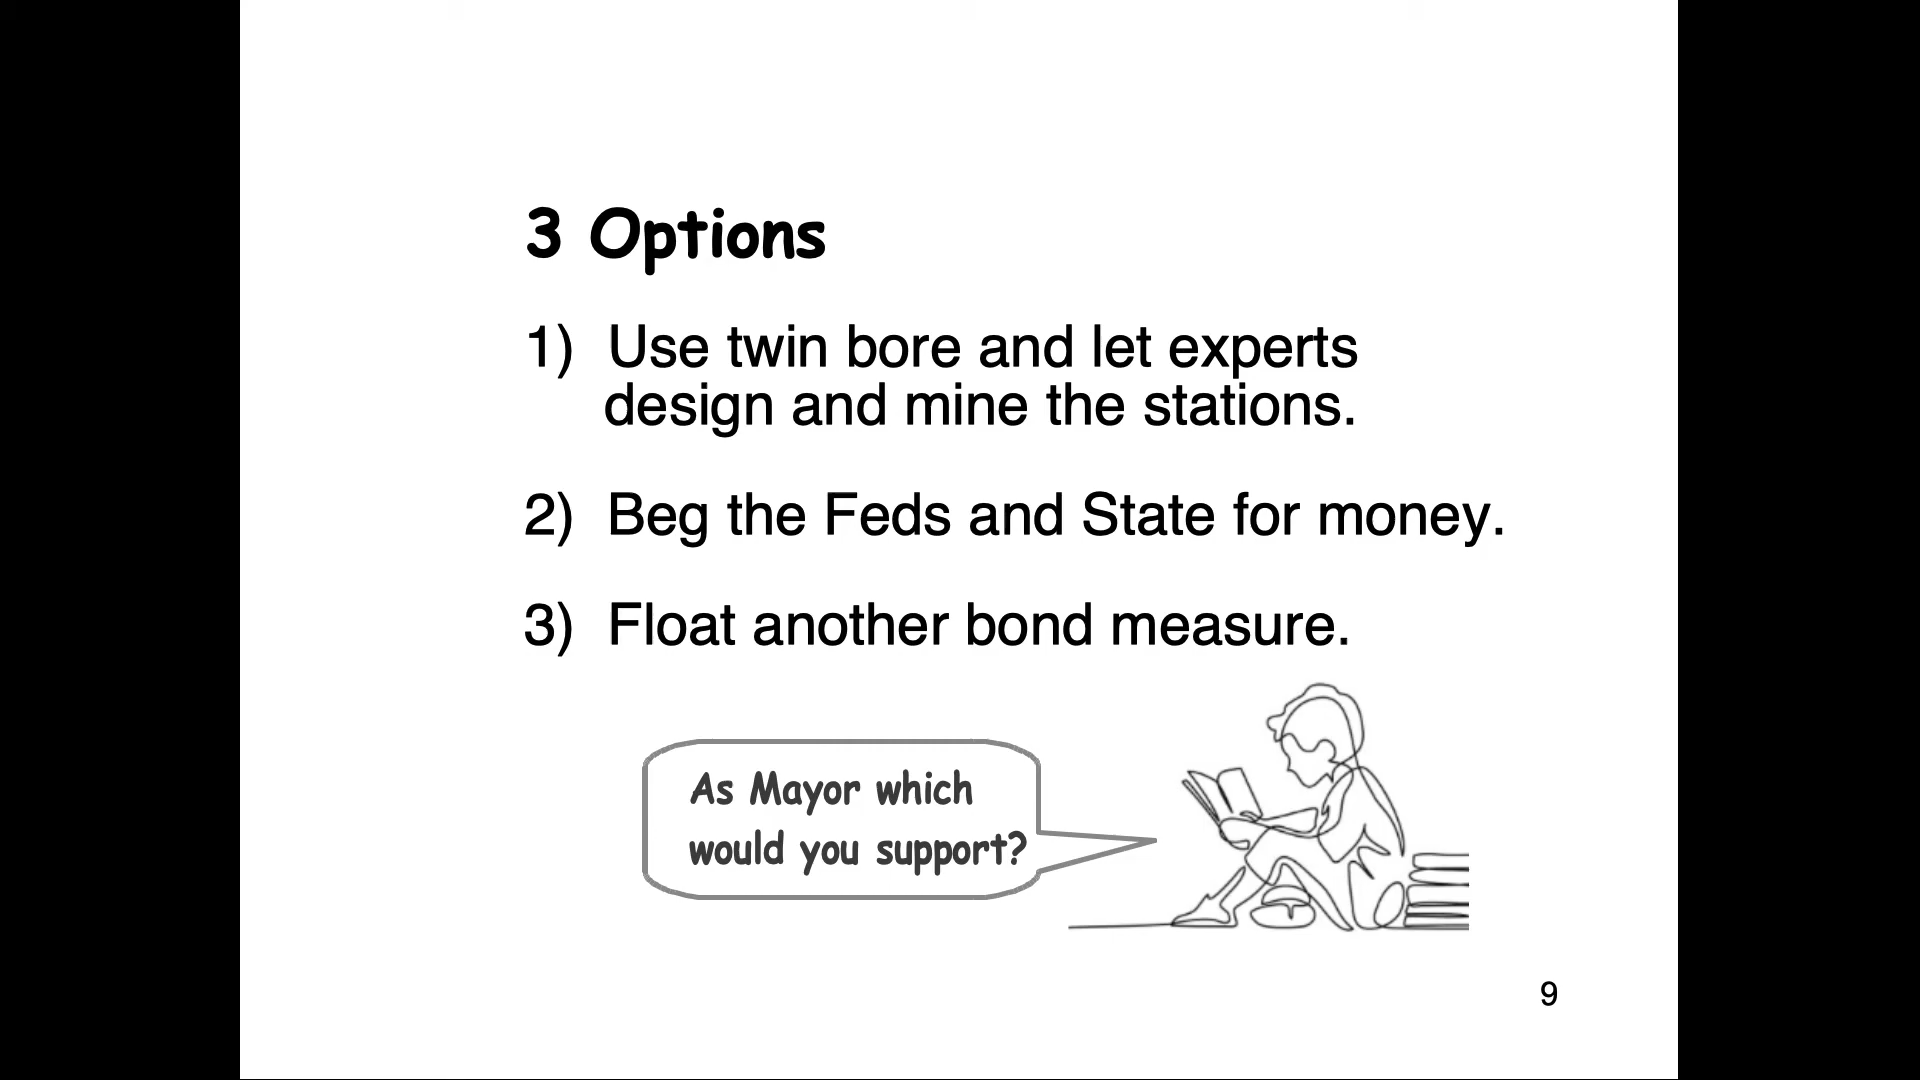 3 Options
1) Use twin bore and let experts
design and mine the stations.
2) Beg the Feds and State for money.
3) Float another bond measure.
As Mayor which
would you support?
9